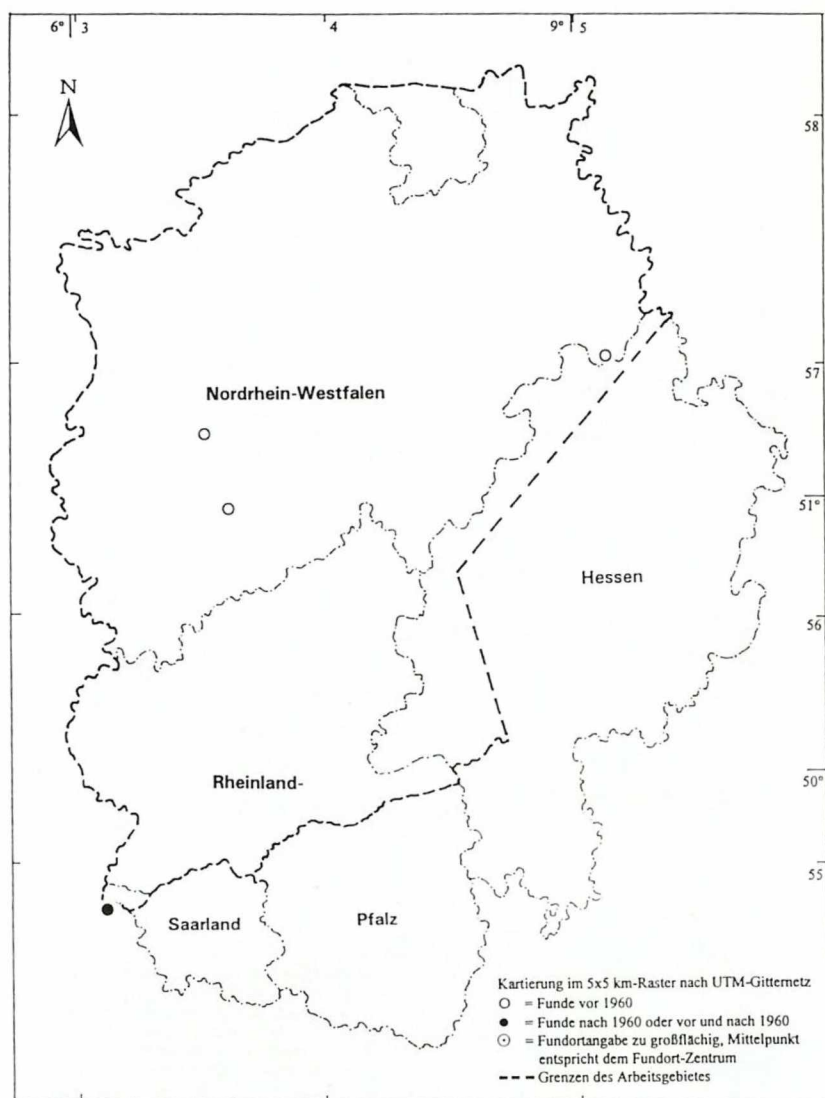 6° 3 4 9° 5
N
58
57
Nordrhein-Westfalen
51°
Hessen
56
Rheinland-
50°
55
Saarland
Pfalz
Kartierung im 5x5 km-Raster nach UTM-Gitternetz
○ = Funde vor 1960
● = Funde nach 1960 oder vor und nach 1960
⊙ = Fundortangabe zu großflächig, Mittelpunkt
entspricht dem Fundort-Zentrum
--- Grenzen des Arbeitsgebietes